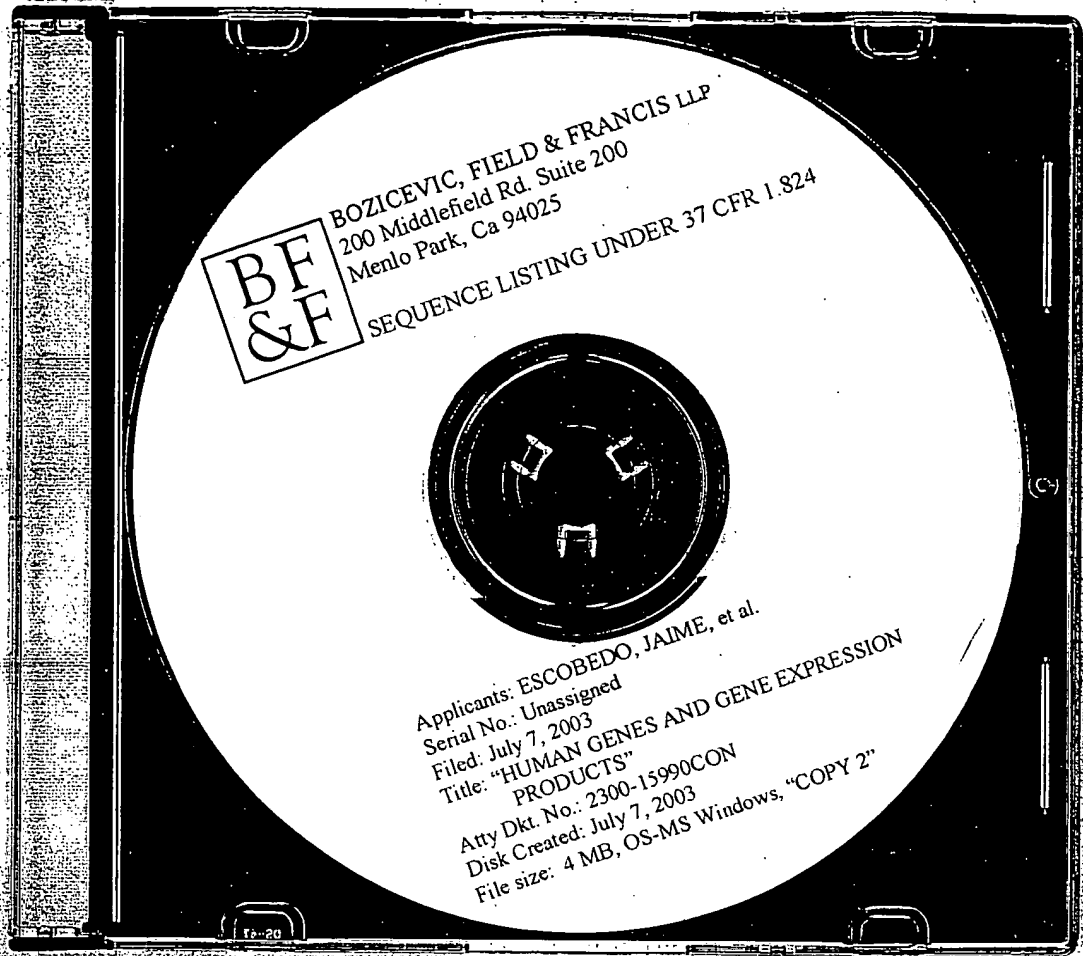 BF
&F
BOZICEVIC, FIELD & FRANCIS LLP
200 Middlefield Rd. Suite 200
Menlo Park, Ca 94025
SEQUENCE LISTING UNDER 37 CFR 1.824
Applicants: ESCOBEDO, JAIME, et al.
Serial No.: Unassigned
Filed: July 7, 2003
Title: "HUMAN GENES AND GENE EXPRESSION
PRODUCTS"
Atty Dkt. No.: 2300-15990CON
Disk Created: July 7, 2003
File size: 4 MB, OS-MS Windows, "COPY 2"